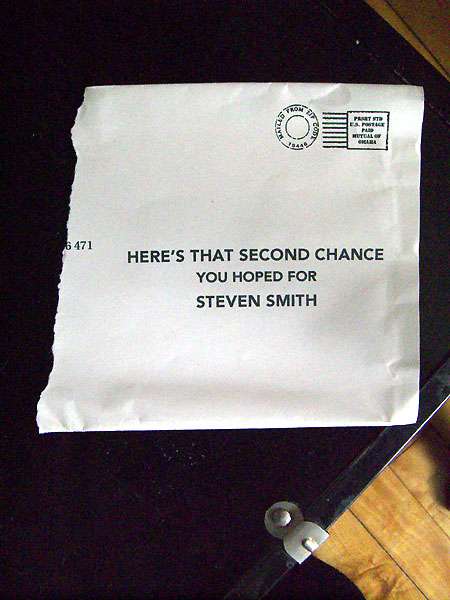 MAILED FROM ZIP CODE
19446
PRSRT STD
U.S. POSTAGE
PAID
MUTUAL OF
OMAHA
6 471
HERE'S THAT SECOND CHANCE
YOU HOPED FOR
STEVEN SMITH